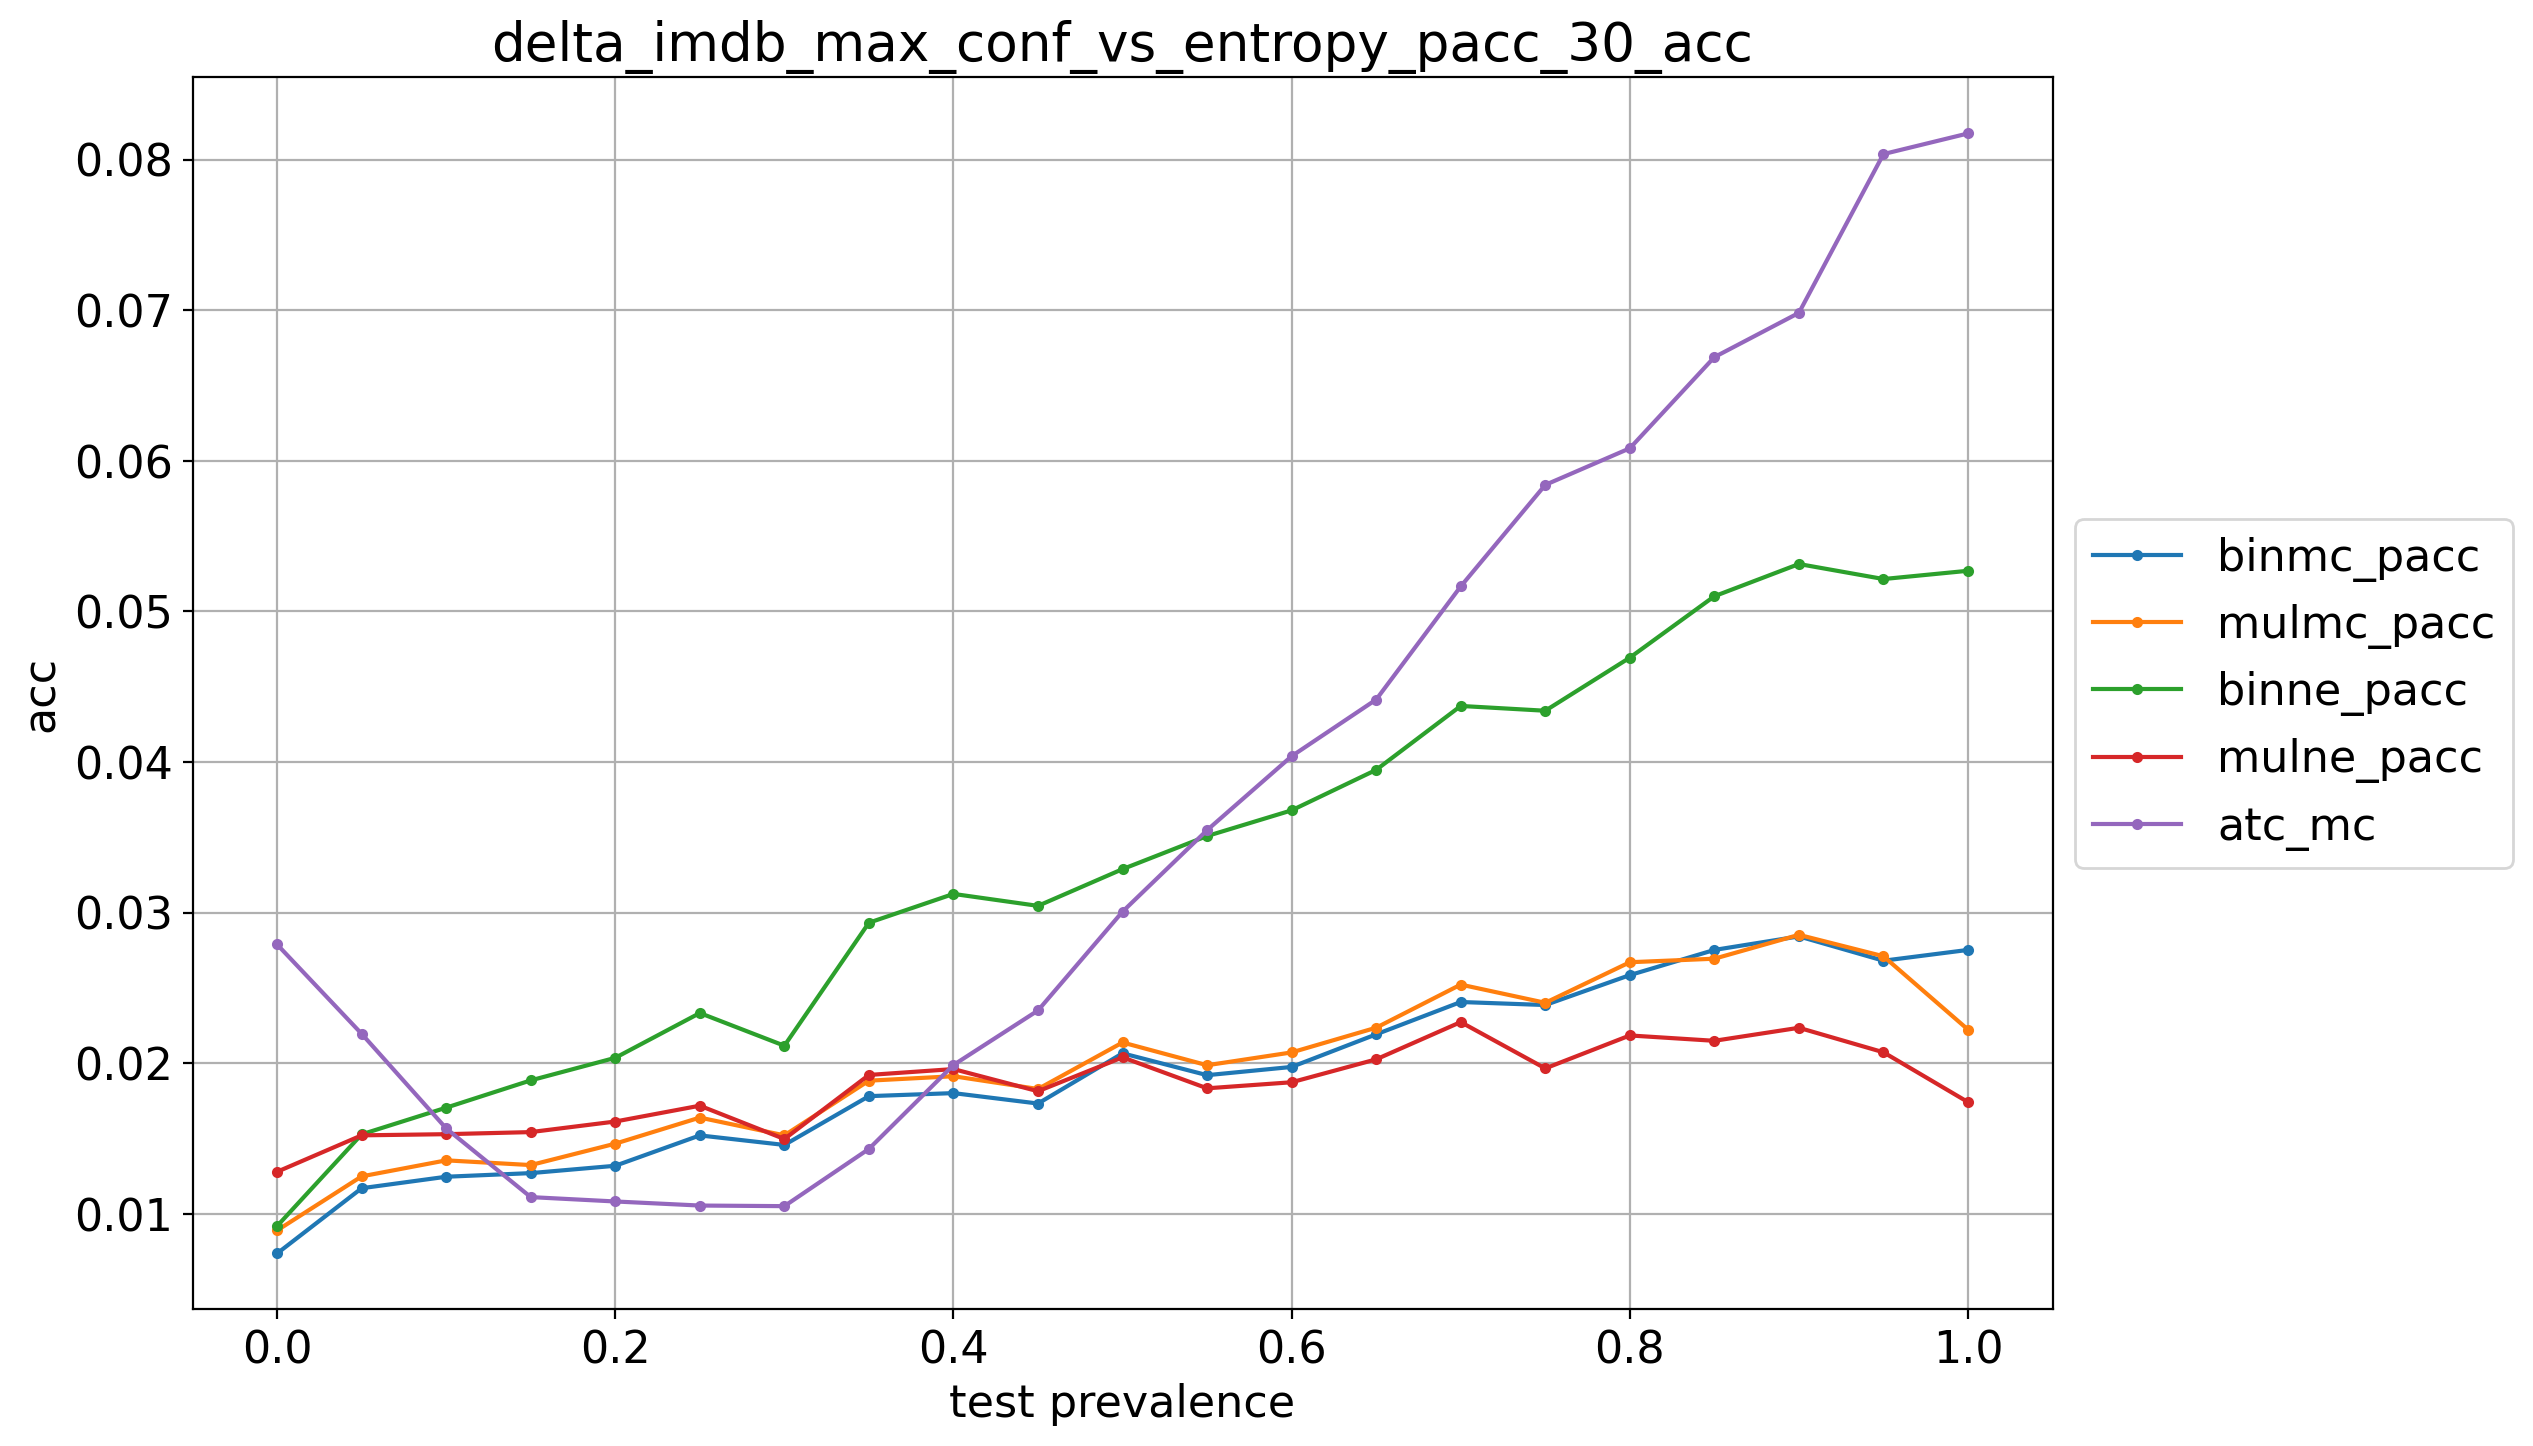 delta_imdb_max_conf_vs_entropy_pacc_30_acc
0.08
0.07
0.06
0.05
0.04
0.03
0.02
0.01
acc
0.0
0.2
0.4
0.6
0.8
1.0
test prevalence
binmc_pacc
mulmc_pacc
binne_pacc
mulne_pacc
atc_mc